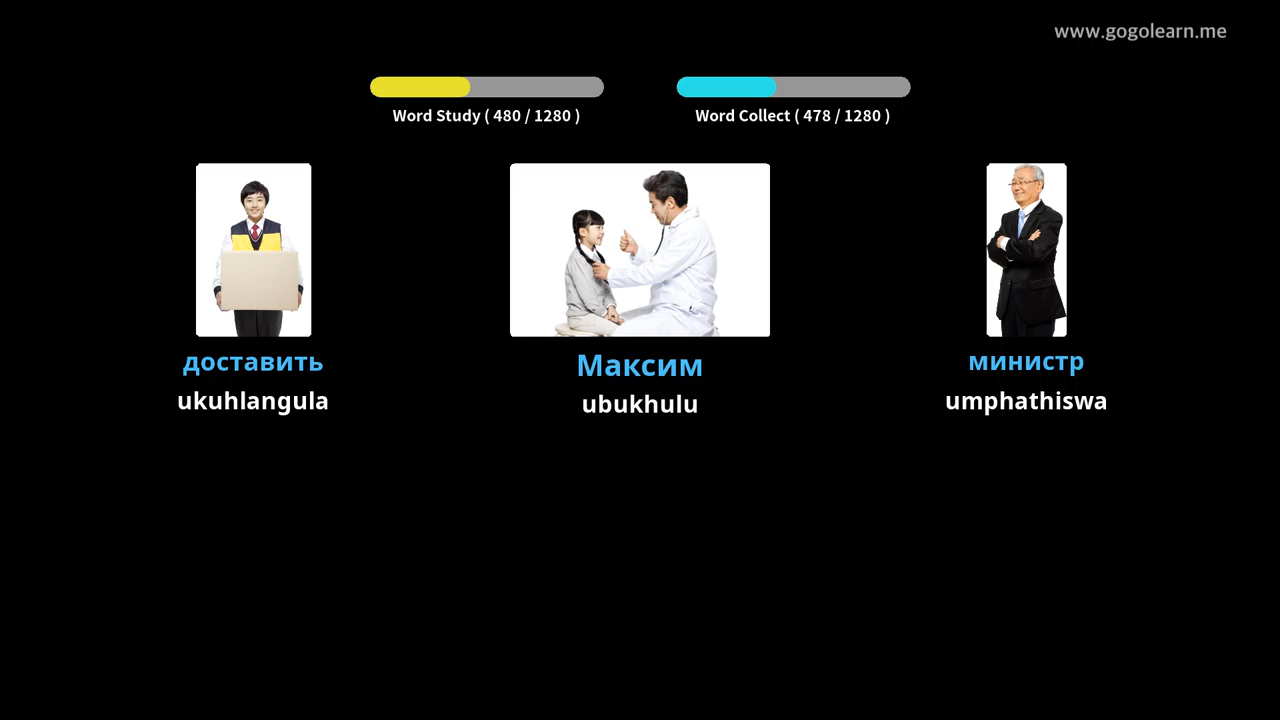 www.gogolearn.me
Word Study ( 480 / 1280 )
Word Collect ( 478 / 1280 )
доставить
Максим
министр
ukuhlangula
ubukhulu
umphathiswa